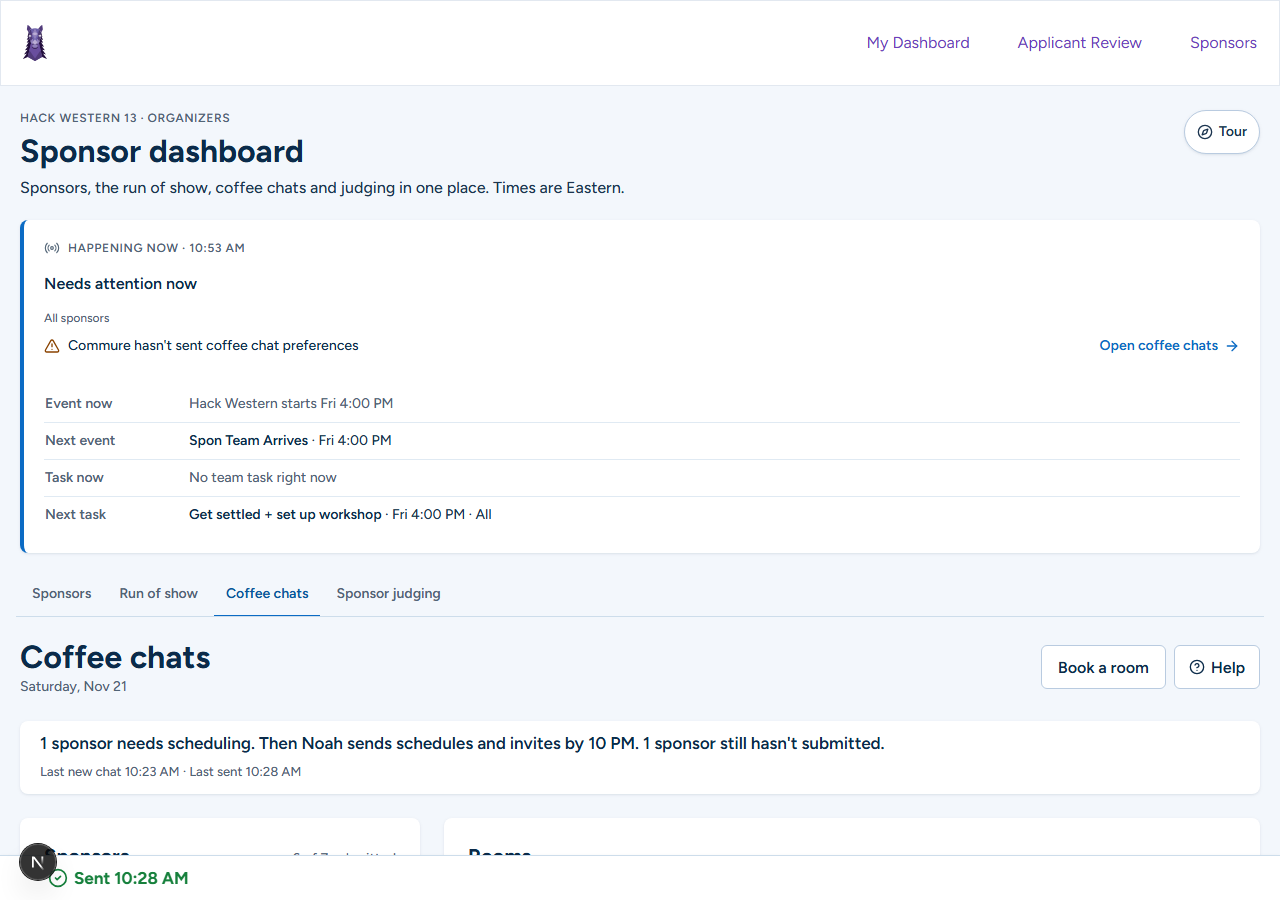 My Dashboard
Applicant Review
Sponsors
HACK WESTERN 13 · ORGANIZERS
Sponsor dashboard
Tour
Sponsors, the run of show, coffee chats and judging in one place. Times are Eastern.
HAPPENING NOW · 10:53 AM
Needs attention now
All sponsors
Commure hasn't sent coffee chat preferences
Open coffee chats
Event now
Hack Western starts Fri 4:00 PM
Next event
Spon Team Arrives · Fri 4:00 PM
Task now
No team task right now
Next task
Get settled + set up workshop · Fri 4:00 PM · All
Sponsors
Run of show
Coffee chats
Sponsor judging
Coffee chats
Saturday, Nov 21
Book a room
Help
1 sponsor needs scheduling. Then Noah sends schedules and invites by 10 PM. 1 sponsor still hasn't submitted.
Last new chat 10:23 AM · Last sent 10:28 AM
Sponsors
Rooms
N
Sent 10:28 AM